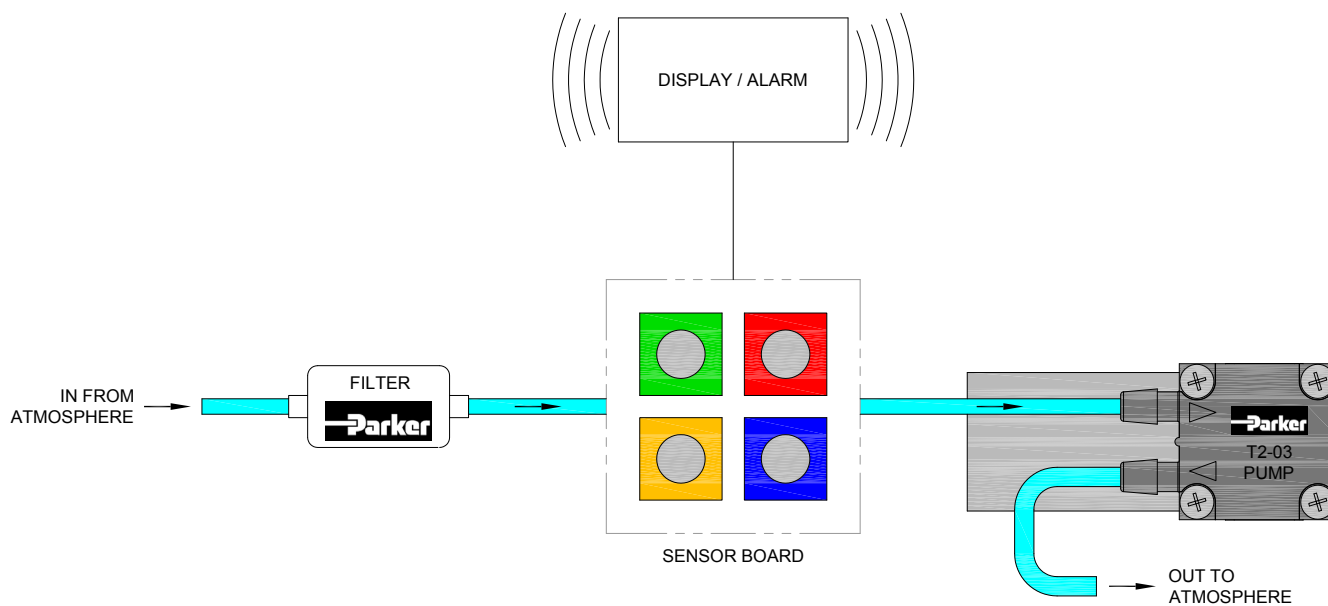 DISPLAY / ALARM
IN FROM
ATMOSPHERE
FILTER
Parker
SENSOR BOARD
Parker
T2-03
PUMP
OUT TO
ATMOSPHERE